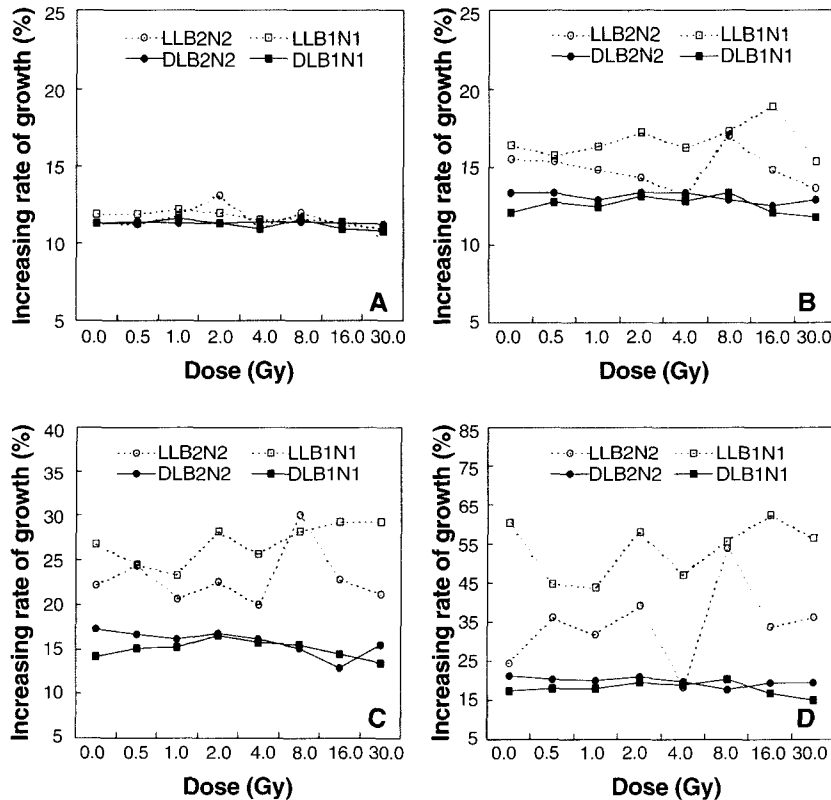 Increasing rate of growth (%)
25
20
15
10
5
LLB2N2 LLB1N1
DLB2N2 DLB1N1
A
0.0 0.5 1.0 2.0 4.0 8.0 16.0 30.0
Dose (Gy)
Increasing rate of growth (%)
25
20
15
10
5
LLB2N2 LLB1N1
DLB2N2 DLB1N1
B
0.0 0.5 1.0 2.0 4.0 8.0 16.0 30.0
Dose (Gy)
Increasing rate of growth (%)
40
35
30
25
20
15
10
5
LLB2N2 LLB1N1
DLB2N2 DLB1N1
C
0.0 0.5 1.0 2.0 4.0 8.0 16.0 30.0
Dose (Gy)
Increasing rate of growth (%)
85
75
65
55
45
35
25
15
5
LLB2N2 LLB1N1
DLB2N2 DLB1N1
D
0.0 0.5 1.0 2.0 4.0 8.0 16.0 30.0
Dose (Gy)